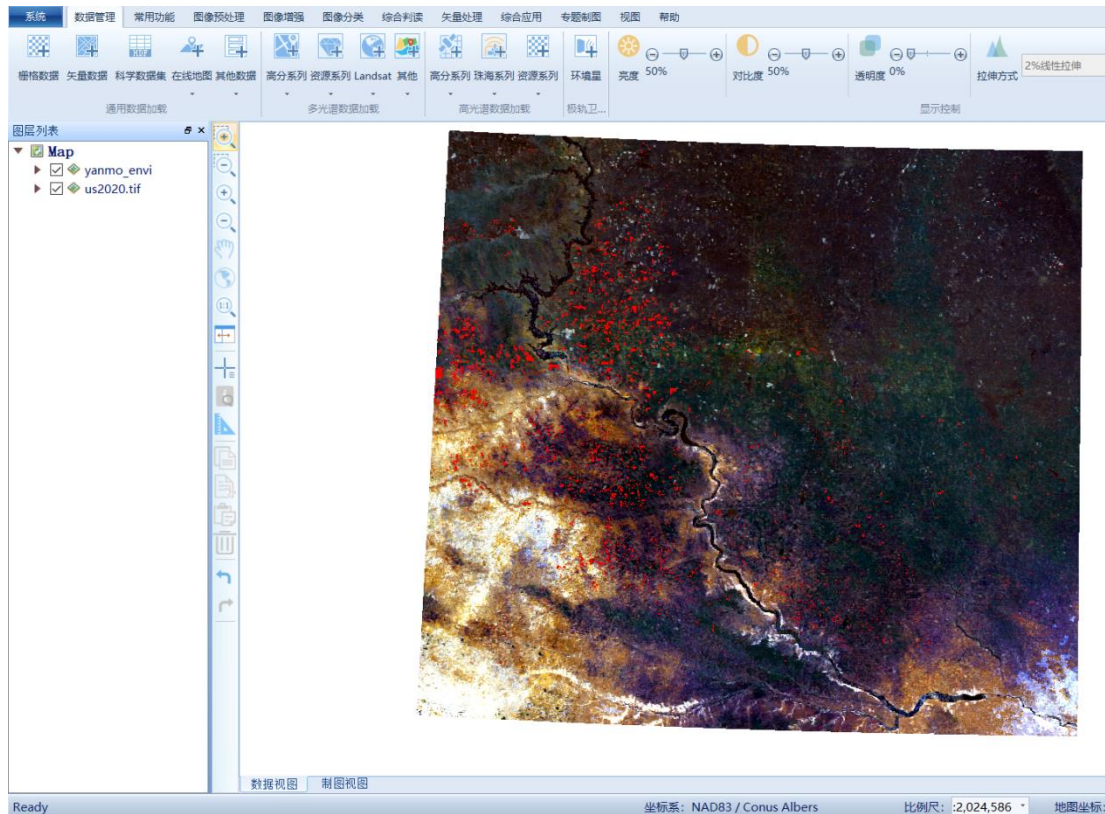 系统 数据管理 常用功能 图像预处理 图像增强 图像分类 综合判读 矢量处理 综合应用 专题制图 视图 帮助
栅格数据 矢量数据 科学数据集 在线地图 其他数据 高分系列 资源系列 Landsat 其他 高分系列 珠海系列 资源系列 环境星 亮度 50% 对比度 50% 透明度 0% 拉伸方式 2%线性拉伸
通用数据加载 多光谱数据加载 高光谱数据加载 极轨卫... 显示控制
图层列表
Map
yanmo_envi
us2020.tif
数据视图 制图视图
Ready 坐标系: NAD83 / Conus Albers 比例尺: :2,024,586 地图坐标: